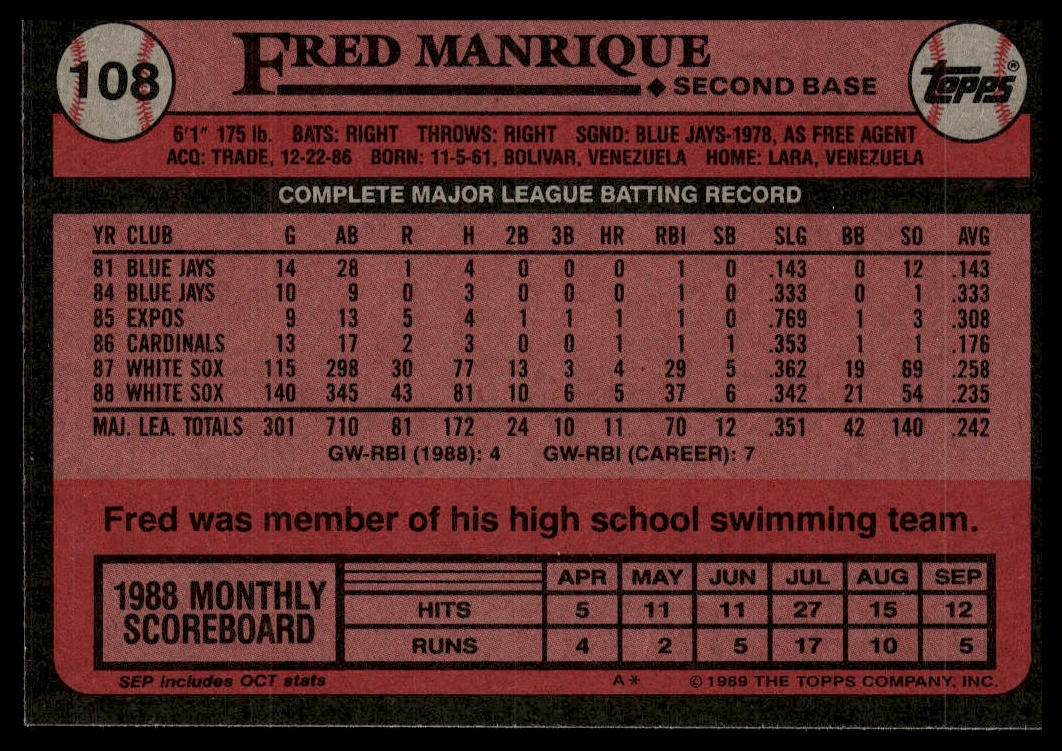 108
FRED MANRIQUE
◆ SECOND BASE
TOPPS®
6'1" 175 lb. BATS: RIGHT THROWS: RIGHT SGND: BLUE JAYS-1978, AS FREE AGENT
ACQ: TRADE, 12-22-86 BORN: 11-5-61, BOLIVAR, VENEZUELA HOME: LARA, VENEZUELA
COMPLETE MAJOR LEAGUE BATTING RECORD
YR CLUB G AB R H 2B 3B HR RBI SB SLG BB SO AVG
81 BLUE JAYS 14 28 1 4 0 0 0 1 0 .143 0 12 .143
84 BLUE JAYS 10 9 0 3 0 0 0 1 0 .333 0 1 .333
85 EXPOS 9 13 5 4 1 1 1 1 0 .769 1 3 .308
86 CARDINALS 13 17 2 3 0 0 1 1 1 .353 1 1 .176
87 WHITE SOX 115 298 30 77 13 3 4 29 5 .362 19 69 .258
88 WHITE SOX 140 345 43 81 10 6 5 37 6 .342 21 54 .235
MAJ. LEA. TOTALS 301 710 81 172 24 10 11 70 12 .351 42 140 .242
GW-RBI (1988): 4 GW-RBI (CAREER): 7
Fred was member of his high school swimming team.
1988 MONTHLY
SCOREBOARD
APR MAY JUN JUL AUG SEP
HITS 5 11 11 27 15 12
RUNS 4 2 5 17 10 5
SEP includes OCT stats A* © 1989 THE TOPPS COMPANY, INC.